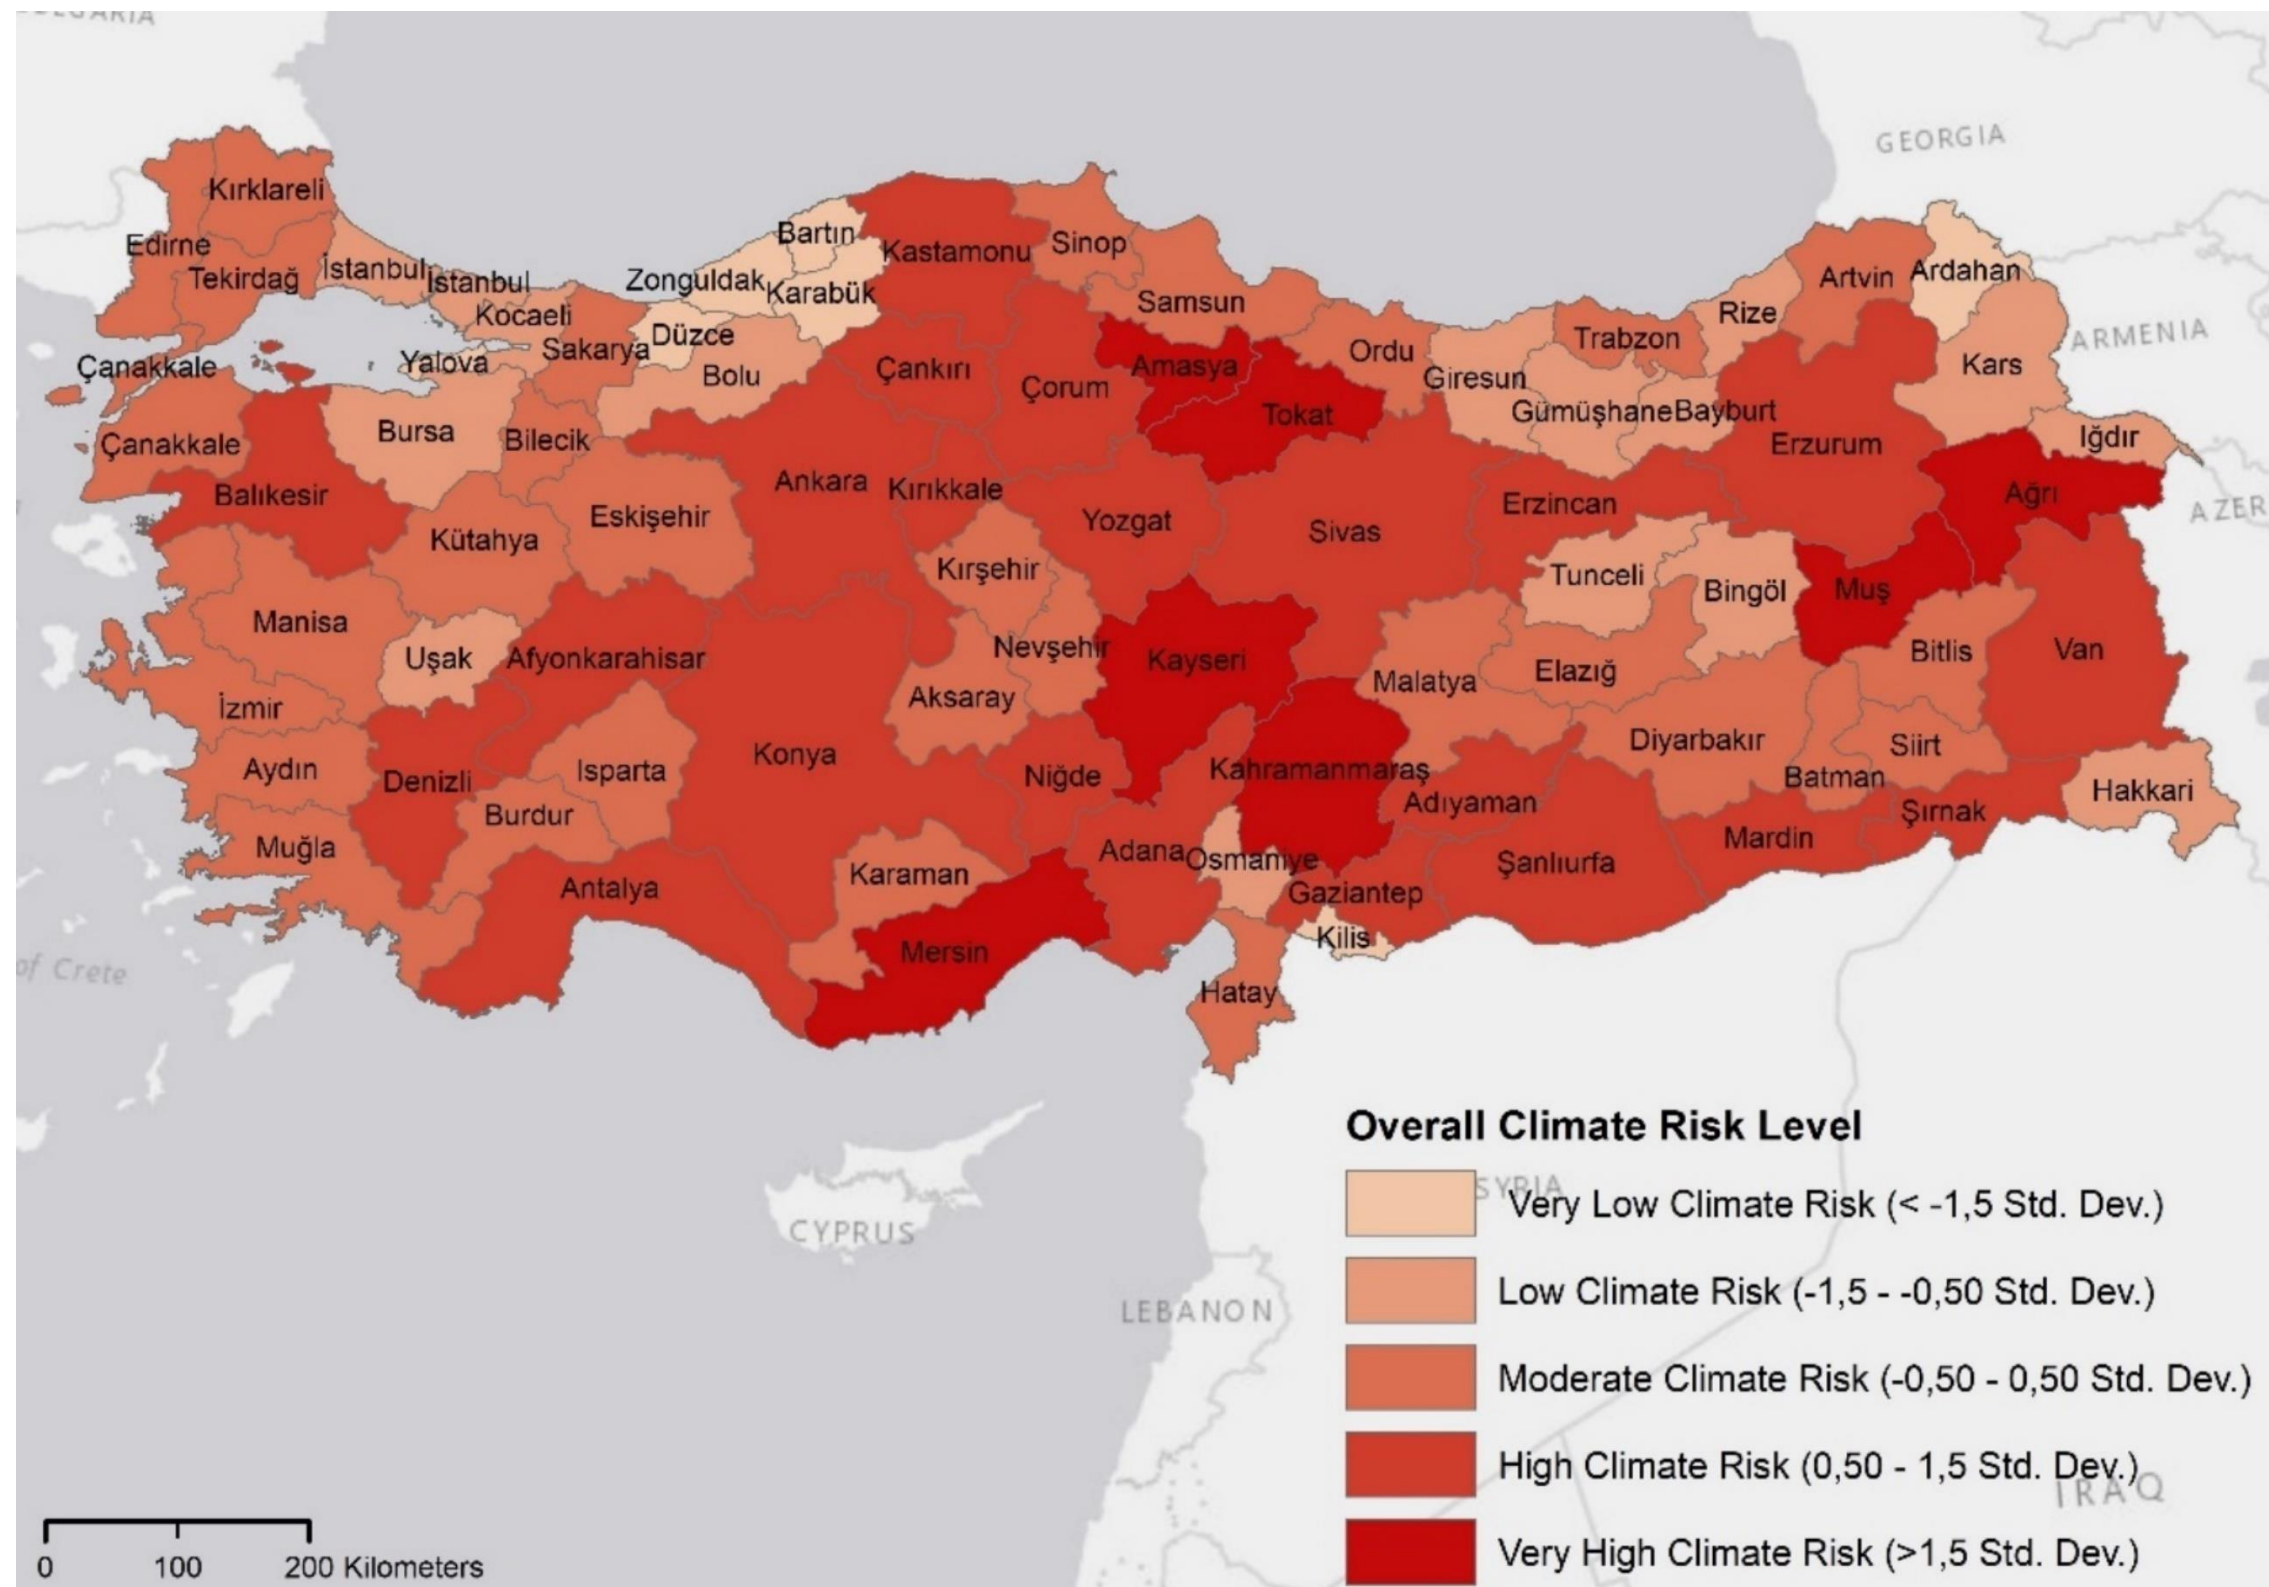 GEORGIA
Kırklareli
Bartın
Edirne
Kastamonu
Sinop
Tekirdağ
İstanbul
İstanbul
Zonguldak
Karabük
Artvin
Ardahan
Kocaeli
Samsun
Rize
Düzce
Trabzon
ARMENIA
Çanakkale
Yalova
Sakarya
Bolu
Çankırı
Amasya
Ordu
Giresun
Kars
Çorum
Tokat
Gümüşhane
Bayburt
Çanakkale
Bursa
Bilecik
Erzurum
Iğdır
Balıkesir
Ankara
Kırıkkale
Erzincan
Ağrı
AZER
Kütahya
Eskişehir
Yozgat
Sivas
Kırşehir
Tunceli
Bingöl
Muş
Manisa
Uşak
Afyonkarahisar
Nevşehir
Kayseri
Malatya
Elazığ
Bitlis
Van
İzmir
Aksaray
Aydın
Denizli
Isparta
Konya
Niğde
Kahramanmaraş
Diyarbakır
Batman
Siirt
Hakkari
Burdur
Adıyaman
Şırnak
Muğla
Antalya
Karaman
Adana
Osmaniye
Gaziantep
Şanlıurfa
Mardin
of Crete
Mersin
Kilis
Hatay
Overall Climate Risk Level
SYRIA
Very Low Climate Risk (< -1,5 Std. Dev.)
CYPRUS
Low Climate Risk (-1,5 - -0,50 Std. Dev.)
LEBANON
Moderate Climate Risk (-0,50 - 0,50 Std. Dev.)
High Climate Risk (0,50 - 1,5 Std. Dev.)
IRAQ
Very High Climate Risk (>1,5 Std. Dev.)
0 100 200 Kilometers